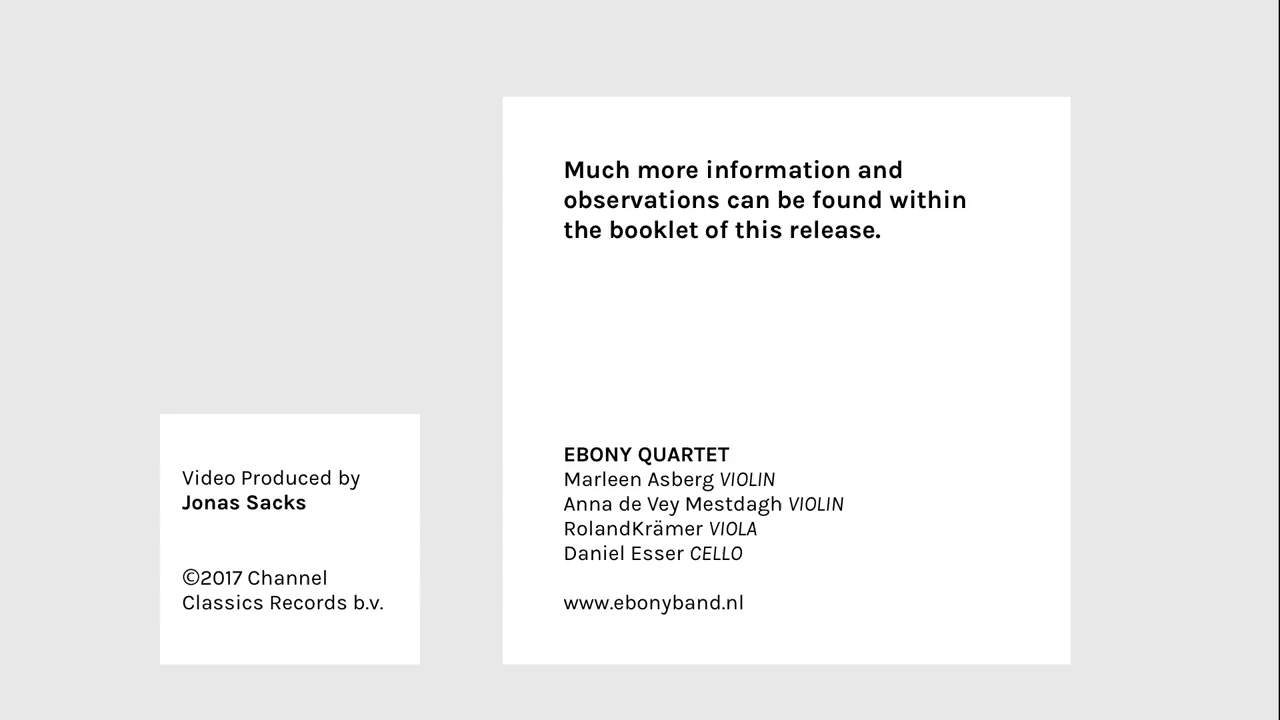 Much more information and
observations can be found within
the booklet of this release.
EBONY QUARTET
Marleen Asberg VIOLIN
Anna de Vey Mestdagh VIOLIN
RolandKrämer VIOLA
Daniel Esser CELLO
www.ebonyband.nl
Video Produced by
Jonas Sacks
©2017 Channel
Classics Records b.v.